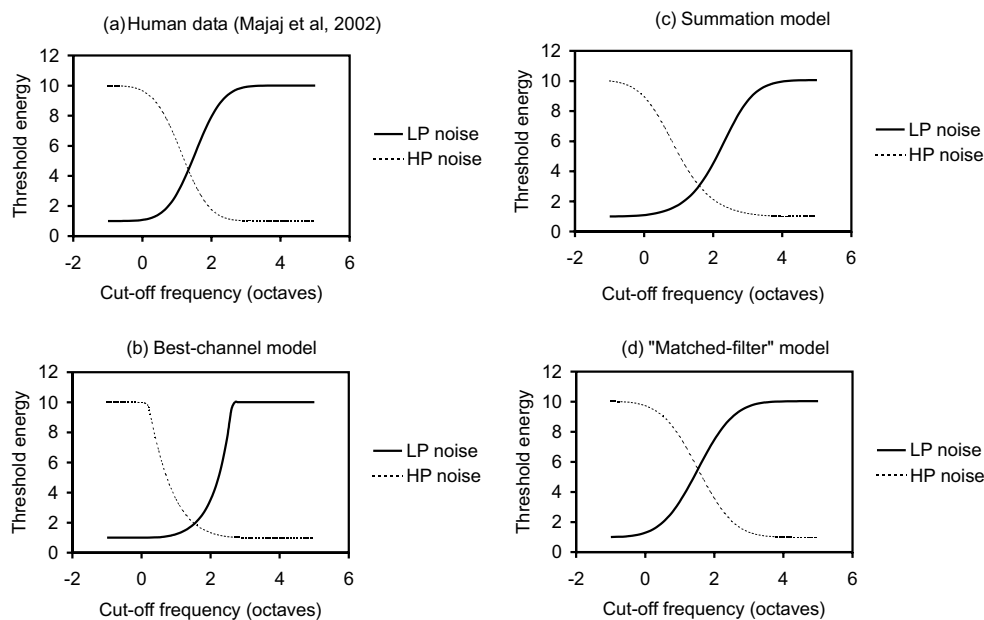 (a) Human data (Majaj et al, 2002)
12
10
8
6
4
2
0
-2 0 2 4 6
Threshold energy
Cut-off frequency (octaves)
LP noise
HP noise
(c) Summation model
12
10
8
6
4
2
0
-2 0 2 4 6
Threshold energy
Cut-off frequency (octaves)
LP noise
HP noise
(b) Best-channel model
12
10
8
6
4
2
0
-2 0 2 4 6
Threshold energy
Cut-off frequency (octaves)
LP noise
HP noise
(d) "Matched-filter" model
12
10
8
6
4
2
0
-2 0 2 4 6
Threshold energy
Cut-off frequency (octaves)
LP noise
HP noise